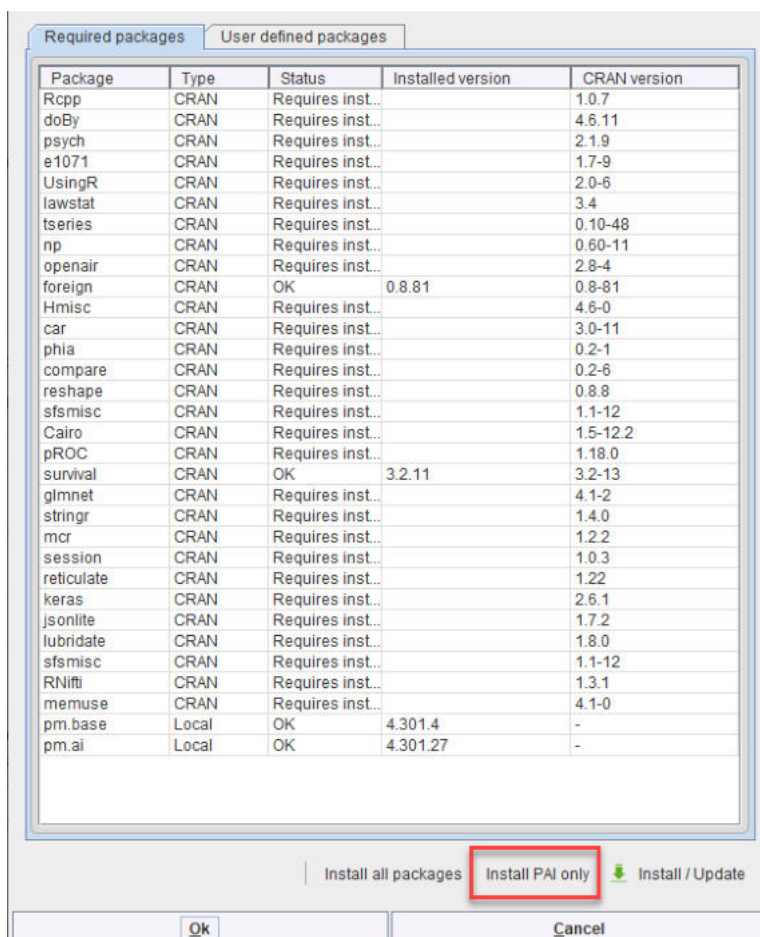 Required packages User defined packages
Package Type Status Installed version CRAN version
Rcpp CRAN Requires inst... 1.0.7
doBy CRAN Requires inst... 4.6.11
psych CRAN Requires inst... 2.1.9
e1071 CRAN Requires inst... 1.7-9
UsingR CRAN Requires inst... 2.0-6
lawstat CRAN Requires inst... 3.4
tseries CRAN Requires inst... 0.10-48
np CRAN Requires inst... 0.60-11
openair CRAN Requires inst... 2.8-4
foreign CRAN OK 0.8.81 0.8-81
Hmisc CRAN Requires inst... 4.6-0
car CRAN Requires inst... 3.0-11
phia CRAN Requires inst... 0.2-1
compare CRAN Requires inst... 0.2-6
reshape CRAN Requires inst... 0.8.8
sfsmisc CRAN Requires inst... 1.1-12
Cairo CRAN Requires inst... 1.5-12.2
pROC CRAN Requires inst... 1.18.0
survival CRAN OK 3.2.11 3.2-13
glmnet CRAN Requires inst... 4.1-2
stringr CRAN Requires inst... 1.4.0
mcr CRAN Requires inst... 1.2.2
session CRAN Requires inst... 1.0.3
reticulate CRAN Requires inst... 1.22
keras CRAN Requires inst... 2.6.1
jsonlite CRAN Requires inst... 1.7.2
lubridate CRAN Requires inst... 1.8.0
sfsmisc CRAN Requires inst... 1.1-12
RNifti CRAN Requires inst... 1.3.1
memuse CRAN Requires inst... 4.1-0
pm.base Local OK 4.301.4 -
pm.ai Local OK 4.301.27 -
Install all packages Install PAI only Install / Update
Ok Cancel